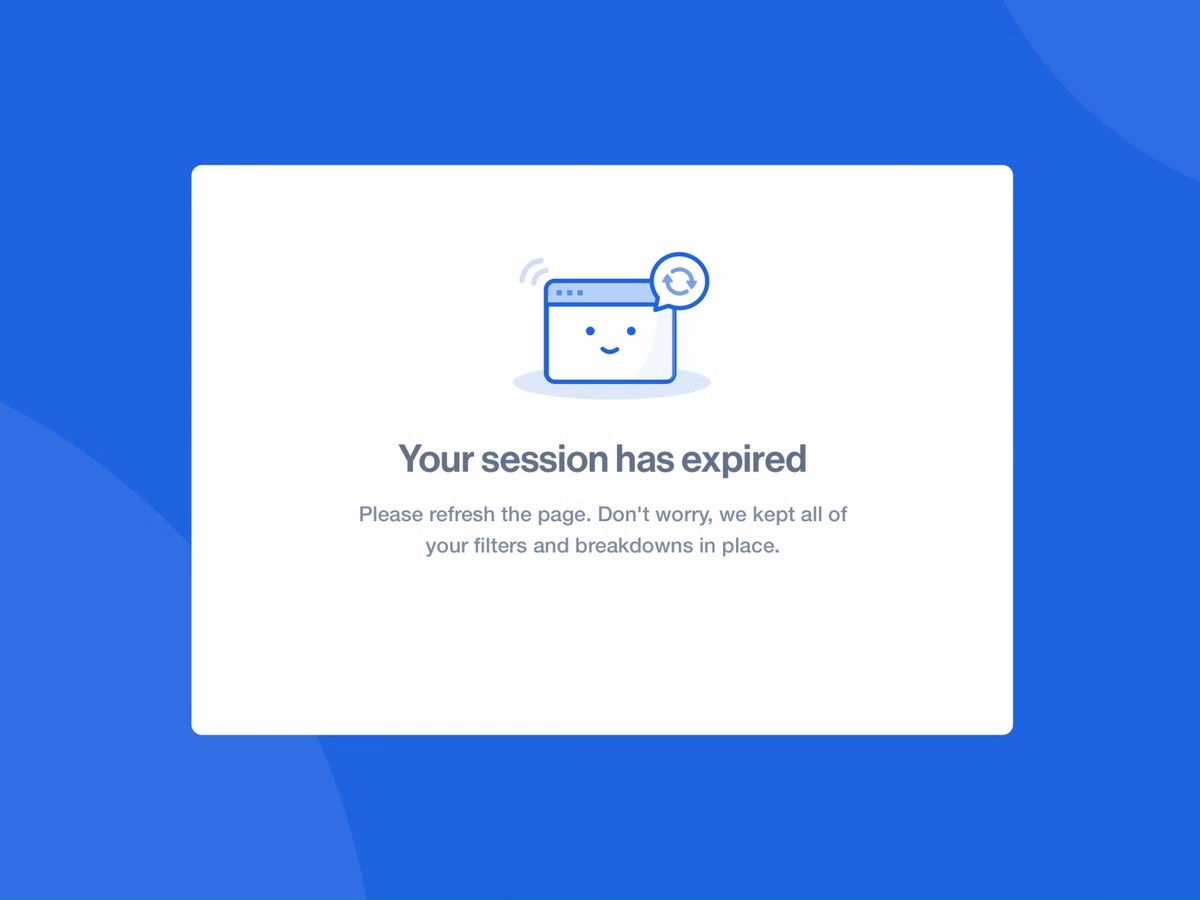 Your session has expired
Please refresh the page. Don't worry, we kept all of
your filters and breakdowns in place.